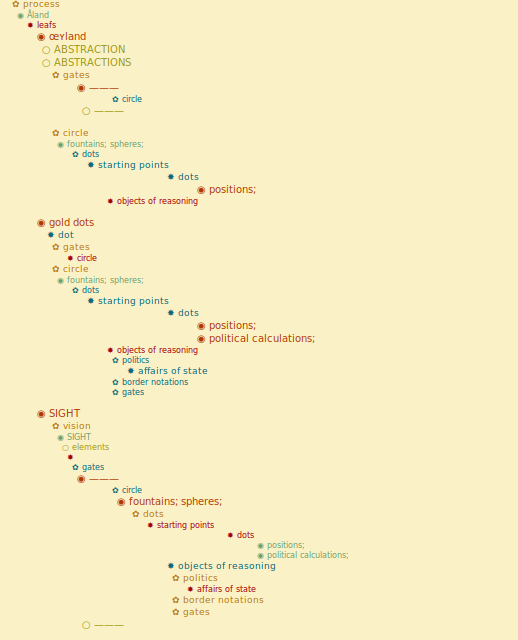 process
Åland
leafs
œʏland
ABSTRACTION
ABSTRACTIONS
gates
———
circle
———
circle
fountains; spheres;
dots
starting points
dots
positions;
objects of reasoning
gold dots
dot
gates
circle
circle
fountains; spheres;
dots
starting points
dots
positions;
political calculations;
objects of reasoning
politics
affairs of state
border notations
gates
SIGHT
vision
SIGHT
elements
gates
———
circle
fountains; spheres;
dots
starting points
dots
positions;
political calculations;
objects of reasoning
politics
affairs of state
border notations
gates
———